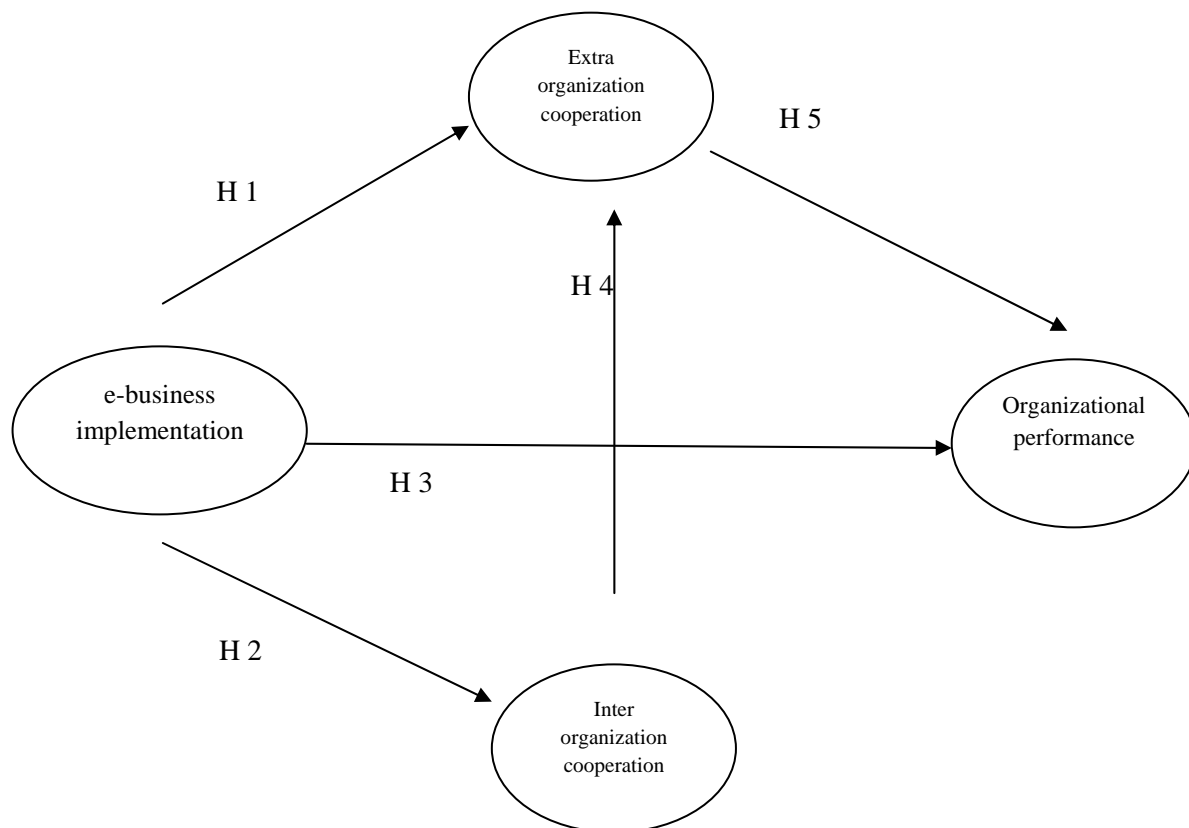 Extra
organization
cooperation
H 5
H 1
H 4
e-business
implementation
Organizational
performance
H 3
H 2
Inter
organization
cooperation